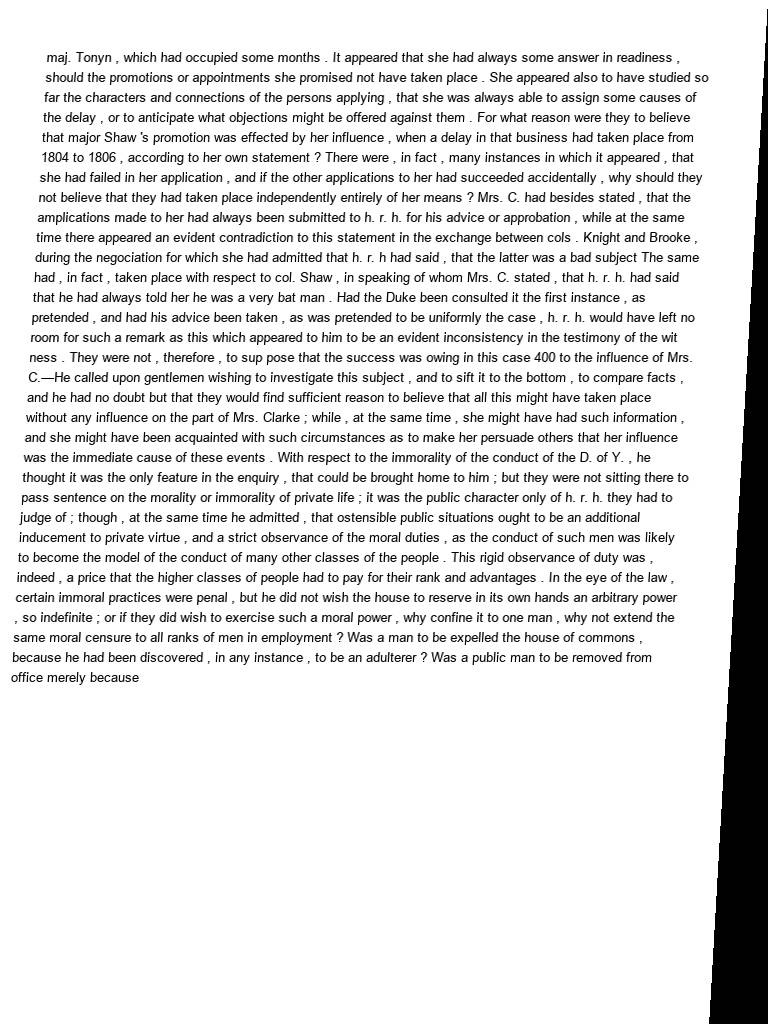 maj. Tonyn , which had occupied some months . It appeared that she had always some answer in readiness ,
should the promotions or appointments she promised not have taken place . She appeared also to have studied so
far the characters and connections of the persons applying , that she was always able to assign some causes of
the delay , or to anticipate what objections might be offered against them . For what reason were they to believe
that major Shaw 's promotion was effected by her influence , when a delay in that business had taken place from
1804 to 1806 , according to her own statement ? There were , in fact , many instances in which it appeared , that
she had failed in her application , and if the other applications to her had succeeded accidentally , why should they
not believe that they had taken place independently entirely of her means ? Mrs. C. had besides stated , that the
amplications made to her had always been submitted to h. r. h. for his advice or approbation , while at the same
time there appeared an evident contradiction to this statement in the exchange between cols . Knight and Brooke ,
during the negociation for which she had admitted that h. r. h had said , that the latter was a bad subject The same
had , in fact , taken place with respect to col. Shaw , in speaking of whom Mrs. C. stated , that h. r. h. had said
that he had always told her he was a very bat man . Had the Duke been consulted it the first instance , as
pretended , and had his advice been taken , as was pretended to be uniformly the case , h. r. h. would have left no
room for such a remark as this which appeared to him to be an evident inconsistency in the testimony of the wit
ness . They were not , therefore , to sup pose that the success was owing in this case 400 to the influence of Mrs.
C.—He called upon gentlemen wishing to investigate this subject , and to sift it to the bottom , to compare facts ,
and he had no doubt but that they would find sufficient reason to believe that all this might have taken place
without any influence on the part of Mrs. Clarke ; while , at the same time , she might have had such information ,
and she might have been acquainted with such circumstances as to make her persuade others that her influence
was the immediate cause of these events . With respect to the immorality of the conduct of the D. of Y. , he
thought it was the only feature in the enquiry , that could be brought home to him ; but they were not sitting there to
pass sentence on the morality or immorality of private life ; it was the public character only of h. r. h. they had to
judge of ; though , at the same time he admitted , that ostensible public situations ought to be an additional
inducement to private virtue , and a strict observance of the moral duties , as the conduct of such men was likely
to become the model of the conduct of many other classes of the people . This rigid observance of duty was ,
indeed , a price that the higher classes of people had to pay for their rank and advantages . In the eye of the law ,
certain immoral practices were penal , but he did not wish the house to reserve in its own hands an arbitrary power
, so indefinite ; or if they did wish to exercise such a moral power , why confine it to one man , why not extend the
same moral censure to all ranks of men in employment ? Was a man to be expelled the house of commons ,
because he had been discovered , in any instance , to be an adulterer ? Was a public man to be removed from
office merely because